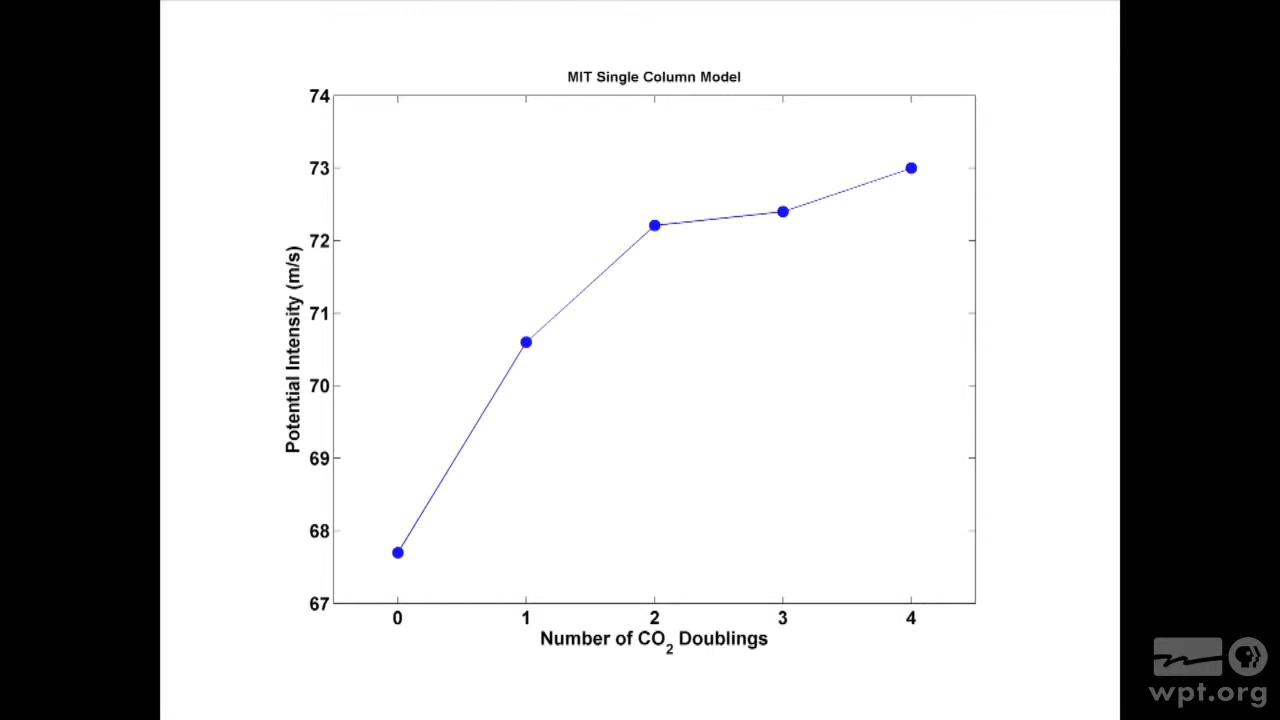 MIT Single Column Model
74
73
72
71
70
69
68
67
Potential Intensity (m/s)
0 1 2 3 4
Number of CO2 Doublings
wpt.org